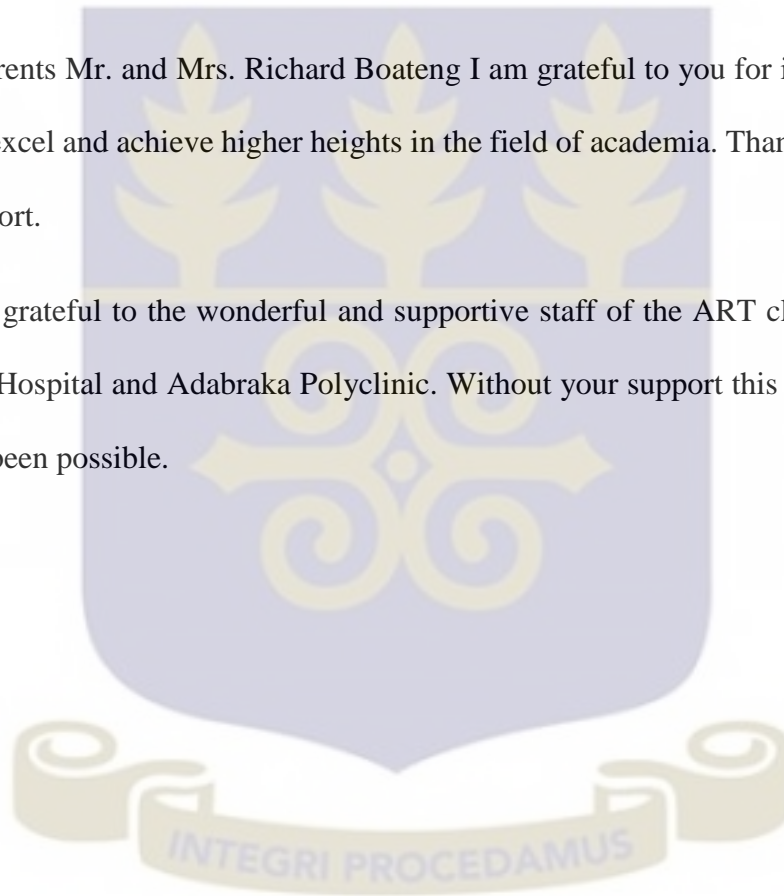 rents Mr. and Mrs. Richard Boateng I am grateful to you for i
excel and achieve higher heights in the field of academia. Than
ort.
grateful to the wonderful and supportive staff of the ART cl
Hospital and Adabraka Polyclinic. Without your support this
been possible.
INTEGRI PROCEDAMUS